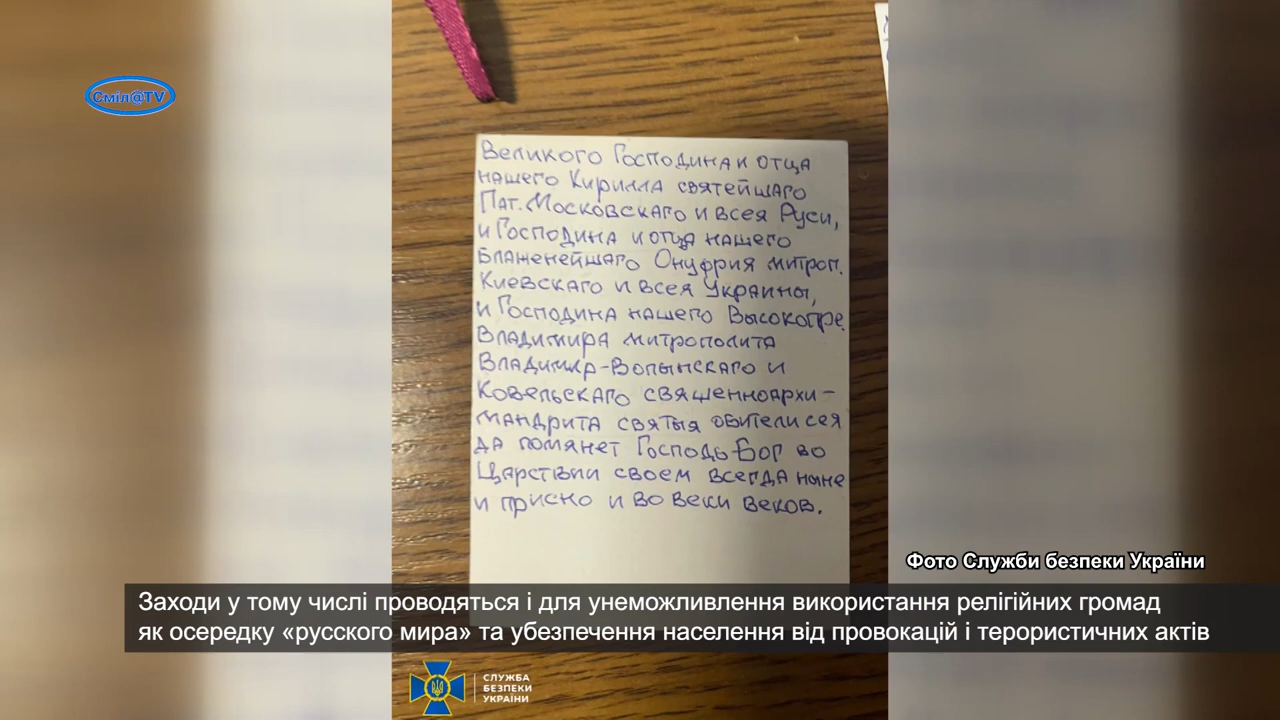 Сміл@TV
Великого Господина и отца
нашего Кирилла святейшаго
Пат. Московскаго и всея Руси,
и Господина и отца нашего
Блаженейшаго Онуфрия митроп.
Киевскаго и всея Украины,
и Господина нашего Высокопре.
Владимира митрополита
Владимир-Волынскаго и
Ковельскаго священноархи-
мандрита святыя обители сея
да помянет Господь Бог во
Царствии своем всегда ныне
и присно и во веки веков.
Фото Служби безпеки України
Заходи у тому числі проводяться і для унеможливлення використання релігійних громад
як осередку «русского мира» та убезпечення населення від провокацій і терористичних актів
СЛУЖБА
БЕЗПЕКИ
УКРАЇНИ